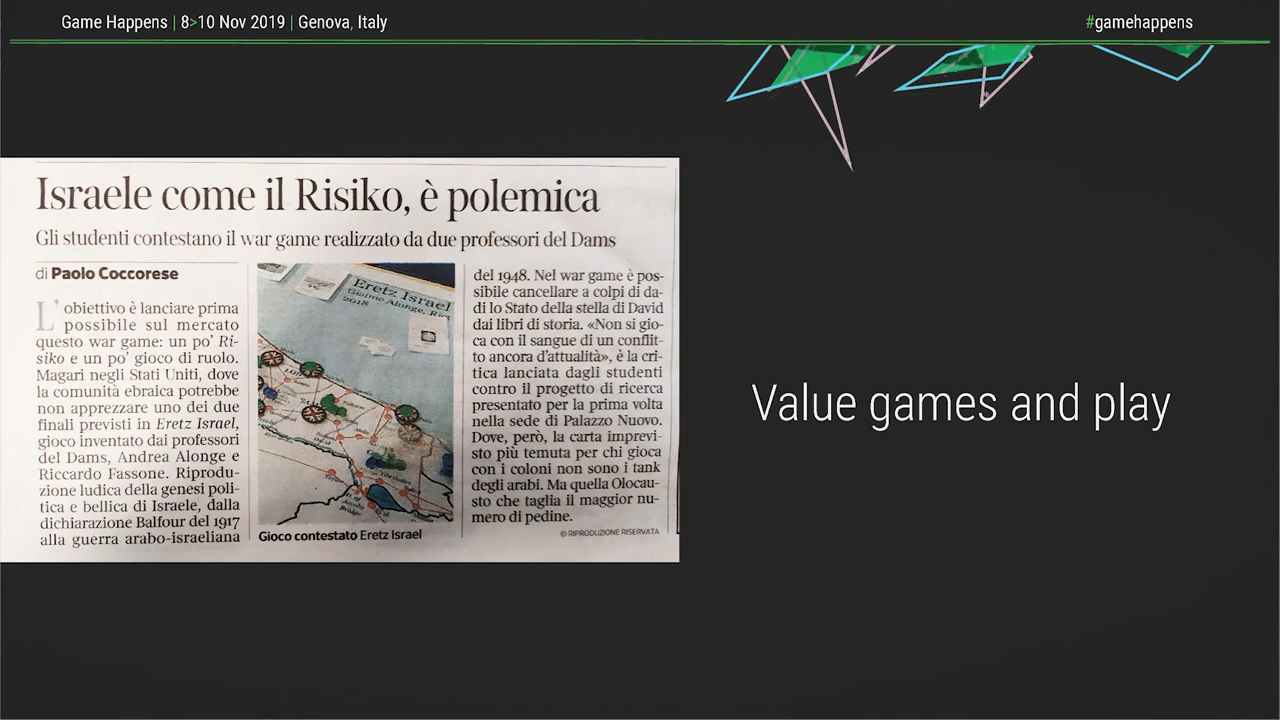 Game Happens | 8>10 Nov 2019 | Genova, Italy
#gamehappens
Israele come il Risiko, è polemica
Gli studenti contestano il war game realizzato da due professori del Dams
di Paolo Coccorese
L'obiettivo è lanciare prima
possibile sul mercato
questo war game: un po' Ri-
siko e un po' gioco di ruolo.
Magari negli Stati Uniti, dove
la comunità ebraica potrebbe
non apprezzare uno dei due
finali previsti in Eretz Israel,
gioco inventato dai professori
del Dams, Andrea Alonge e
Riccardo Fassone. Riprodu-
zione ludica della genesi poli-
tica e bellica di Israele, dalla
dichiarazione Balfour del 1917
alla guerra arabo-israeliana
Eretz Israel
Giaime Alonge,
2018
Gioco contestato Eretz Israel
del 1948. Nel war game è pos-
sibile cancellare a colpi di da-
di lo Stato della stella di David
dai libri di storia. «Non si gio-
ca con il sangue di un conflit-
to ancora d'attualità», è la cri-
tica lanciata dagli studenti
contro il progetto di ricerca
presentato per la prima volta
nella sede di Palazzo Nuovo.
Dove, però, la carta imprevi-
sto più temuta per chi gioca
con i coloni non sono i tank
degli arabi. Ma quella Olocau-
sto che taglia il maggior nu-
mero di pedine.
© RIPRODUZIONE RISERVATA
Value games and play